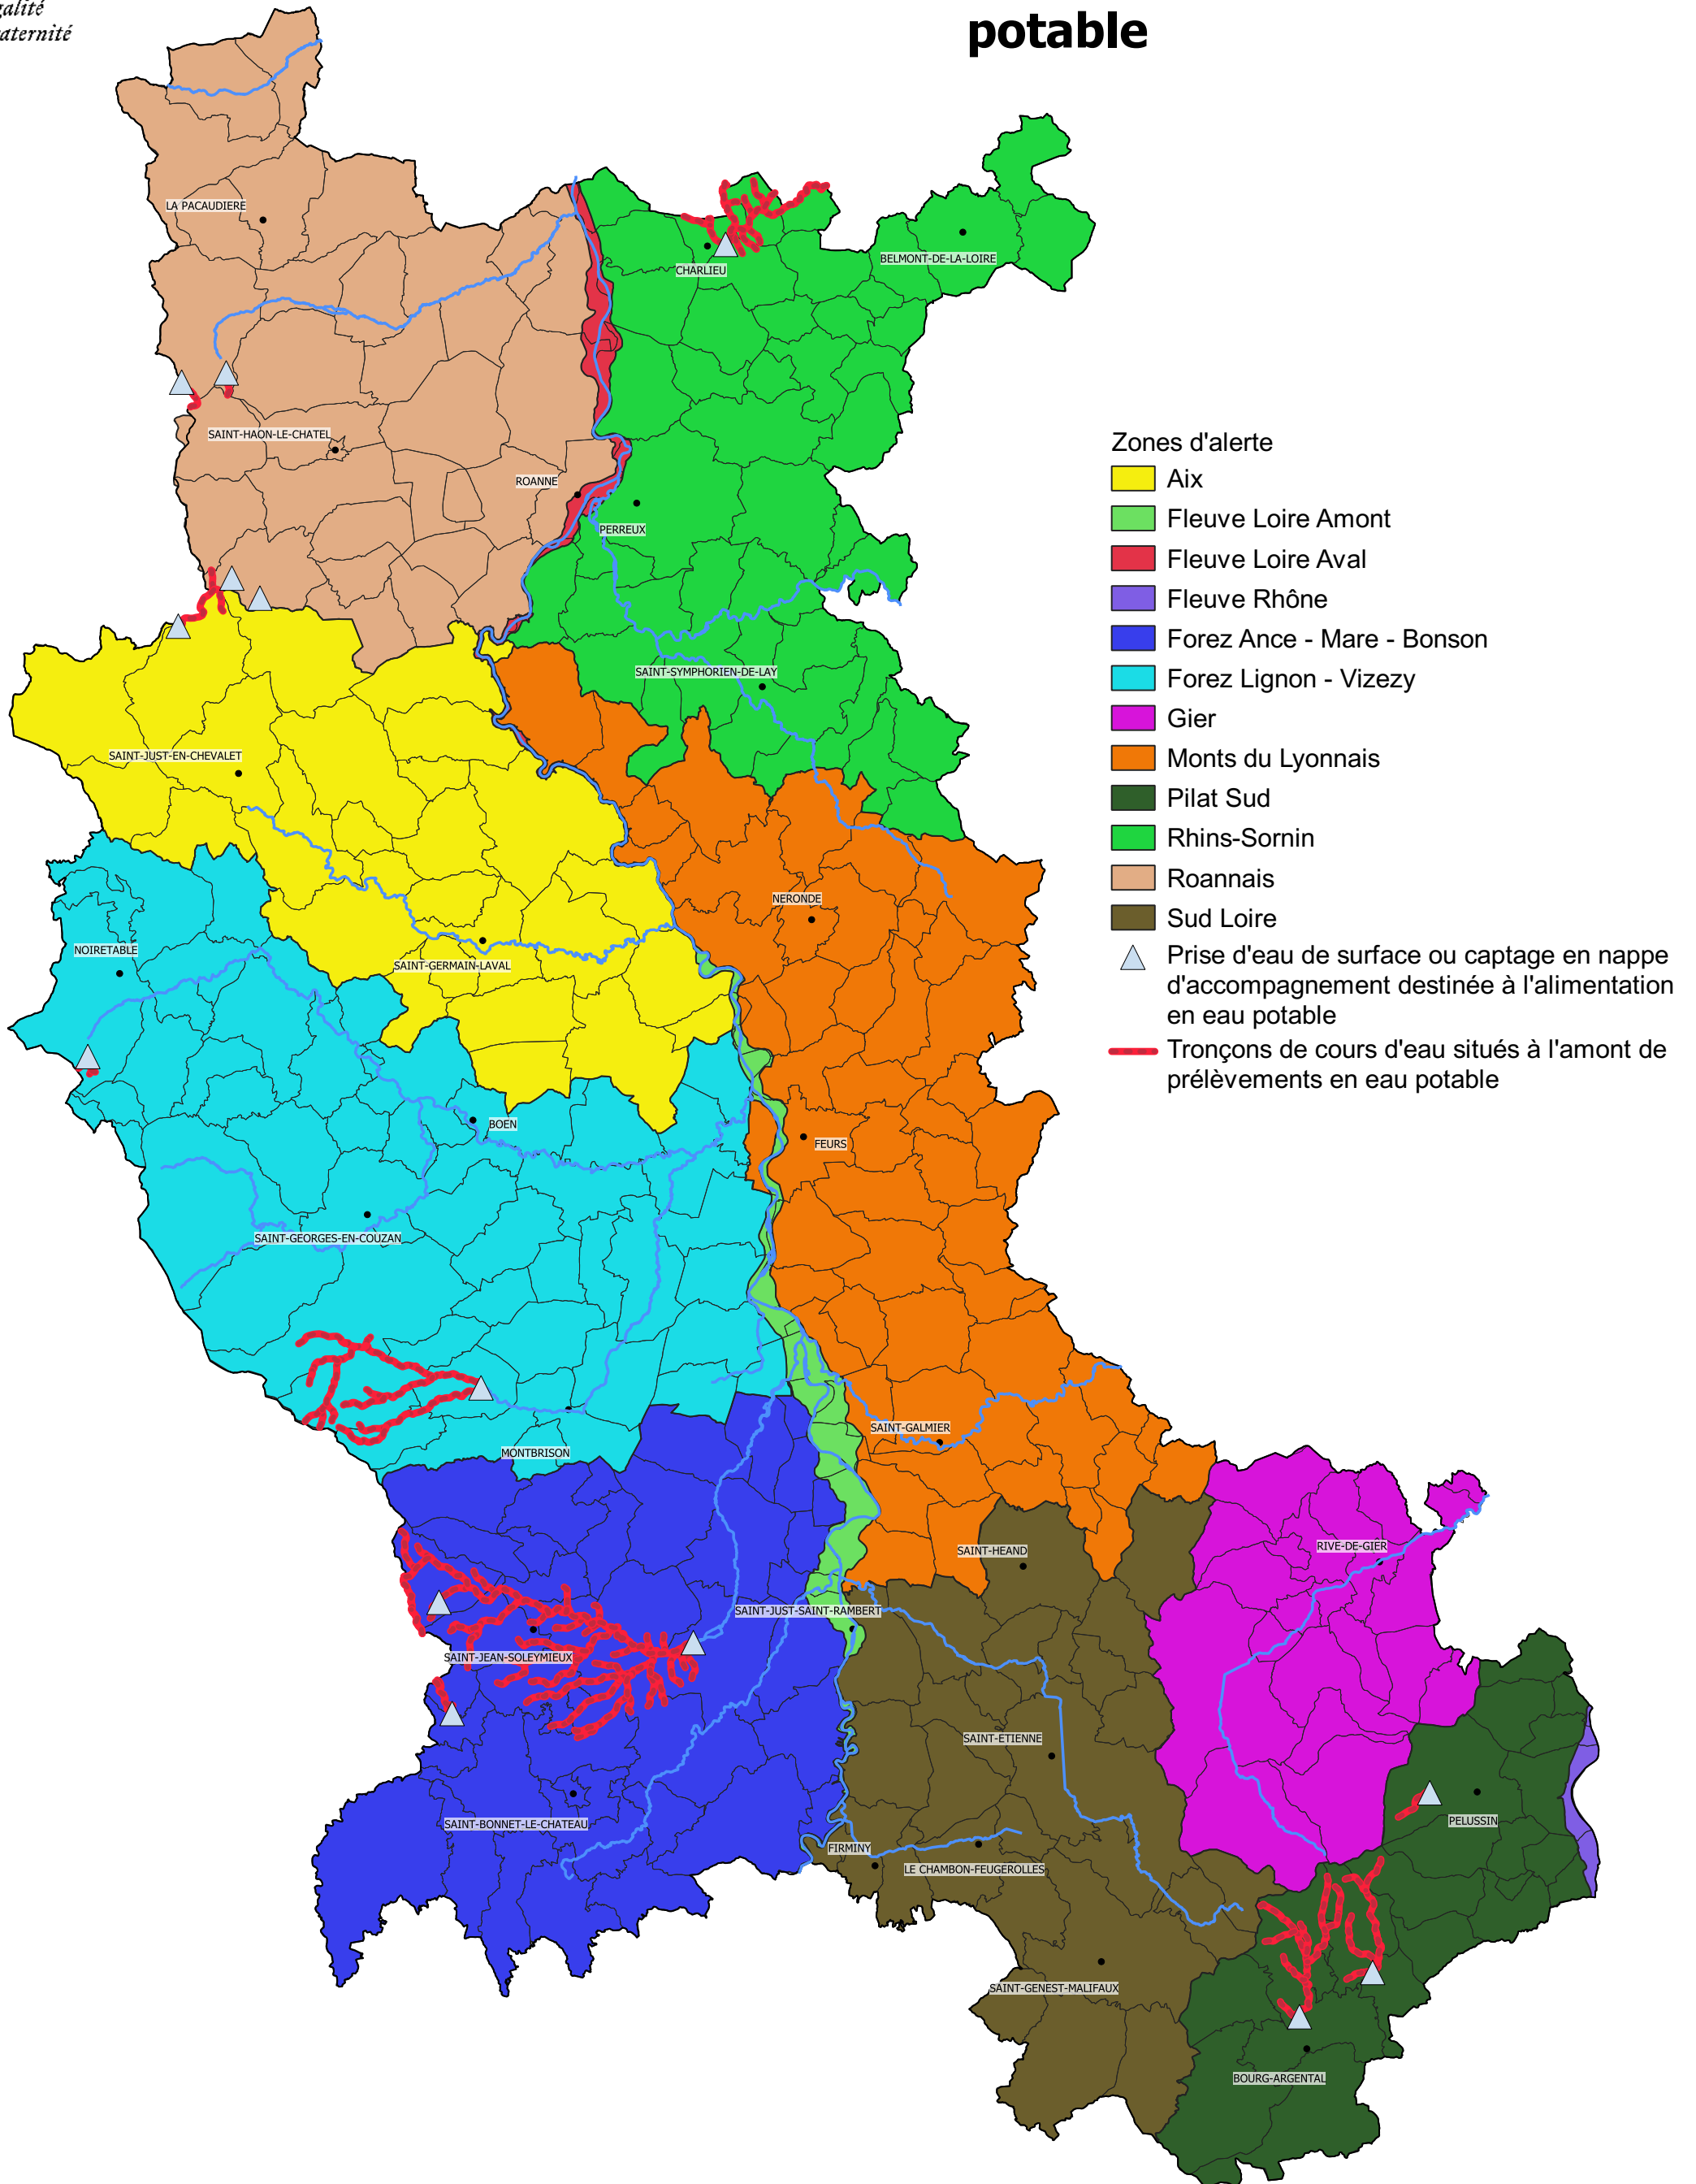 galité
aternité
potable
LA PACAUDIERE
CHARLIEU
BELMONT-DE-LA-LOIRE
SAINT-HAON-LE-CHATEL
ROANNE
PERREUX
SAINT-SYMPHORIEN-DE-LAY
SAINT-JUST-EN-CHEVALET
NERONDE
NOIRETABLE
SAINT-GERMAIN-LAVAL
BOEN
FEURS
SAINT-GEORGES-EN-COUZAN
SAINT-GALMIER
MONTBRISON
SAINT-HEAND
RIVE-DE-GIER
SAINT-JUST-SAINT-RAMBERT
SAINT-JEAN-SOLEYMIEUX
SAINT-ETIENNE
PELUSSIN
SAINT-BONNET-LE-CHATEAU
FIRMINY
LE CHAMBON-FEUGEROLLES
SAINT-GENEST-MALIFAUX
BOURG-ARGENTAL
Zones d'alerte
Aix
Fleuve Loire Amont
Fleuve Loire Aval
Fleuve Rhône
Forez Ance - Mare - Bonson
Forez Lignon - Vizezy
Gier
Monts du Lyonnais
Pilat Sud
Rhins-Sornin
Roannais
Sud Loire
Prise d'eau de surface ou captage en nappe
d'accompagnement destinée à l'alimentation
en eau potable
Tronçons de cours d'eau situés à l'amont de
prélèvements en eau potable